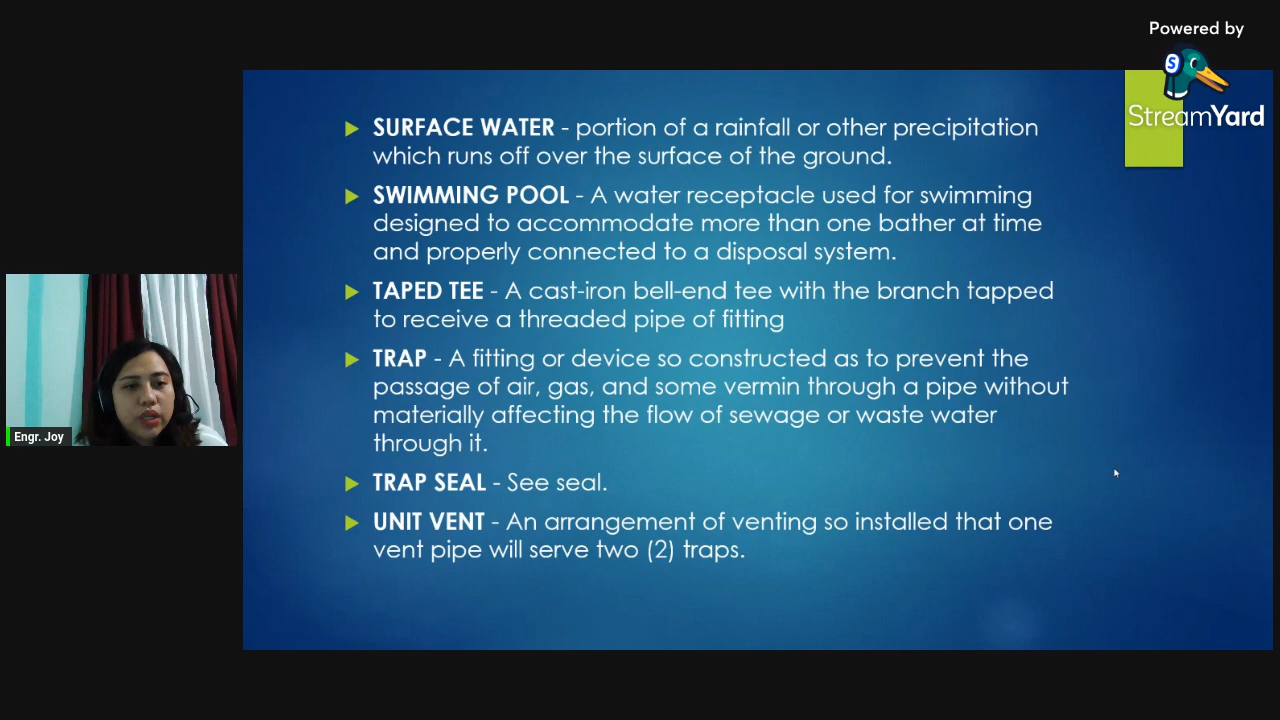 Powered by
S
StreamYard
SURFACE WATER - portion of a rainfall or other precipitation
which runs off over the surface of the ground.
SWIMMING POOL - A water receptacle used for swimming
designed to accommodate more than one bather at time
and properly connected to a disposal system.
TAPED TEE - A cast-iron bell-end tee with the branch tapped
to receive a threaded pipe of fitting
TRAP - A fitting or device so constructed as to prevent the
passage of air, gas, and some vermin through a pipe without
materially affecting the flow of sewage or waste water
through it.
TRAP SEAL - See seal.
UNIT VENT - An arrangement of venting so installed that one
vent pipe will serve two (2) traps.
Engr. Joy